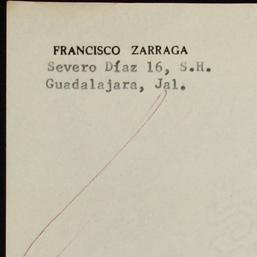 FRANCISCO ZARRAGA
Severo Díaz 16, S.H.
Guadalajara, Jal.